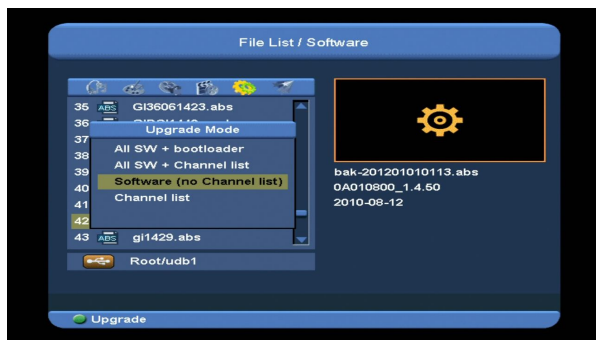 File List / Software
35 ABS GI36061423.abs
36
Upgrade Mode
37
All SW + bootloader
38
All SW + Channel list
39
Software (no Channel list)
40
Channel list
41
42
43 ABS gi1429.abs
Root/udb1
bak-201201010113.abs
0A010800_1.4.50
2010-08-12
Upgrade